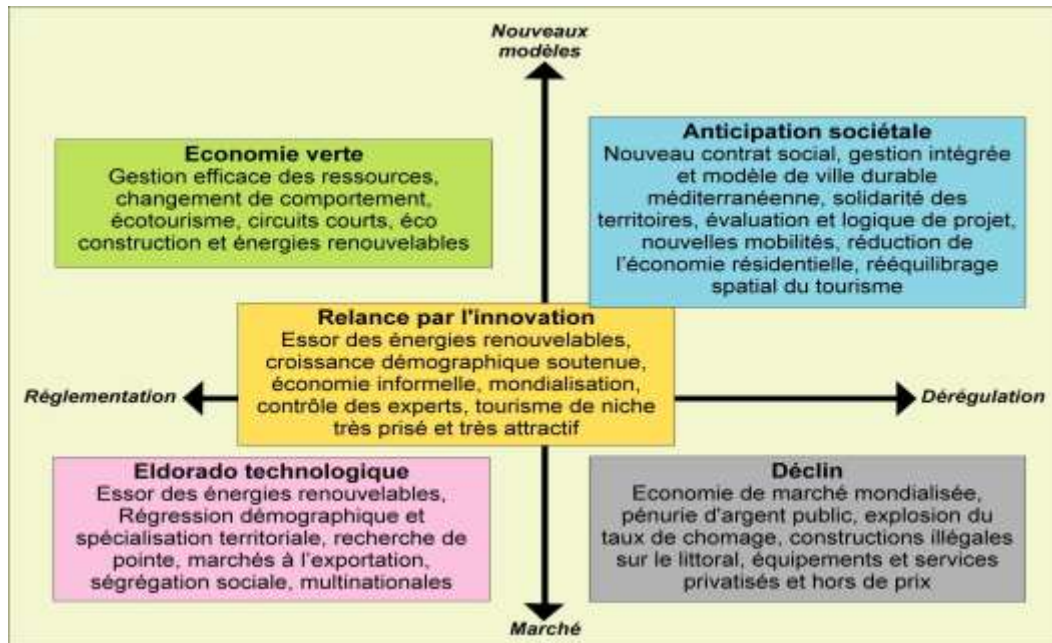 Nouveaux
modèles
Economie verte
Gestion efficace des ressources,
changement de comportement,
écotourisme, circuits courts, éco
construction et énergies renouvelables
Anticipation sociétale
Nouveau contrat social, gestion intégrée
et modèle de ville durable
méditerranéenne, solidarité des
territoires, évaluation et logique de projet,
nouvelles mobilités, réduction de
l'économie résidentielle, rééquilibrage
spatial du tourisme
Relance par l'innovation
Essor des énergies renouvelables,
croissance démographique soutenue,
économie informelle, mondialisation,
contrôle des experts, tourisme de niche
très prisé et très attractif
Réglementation
Dérégulation
Eldorado technologique
Essor des énergies renouvelables,
Régression démographique et
spécialisation territoriale, recherche de
pointe, marchés à l'exportation,
ségrégation sociale, multinationales
Déclin
Economie de marché mondialisée,
pénurie d'argent public, explosion du
taux de chomage, constructions illégales
sur le littoral, équipements et services
privatisés et hors de prix
Marché